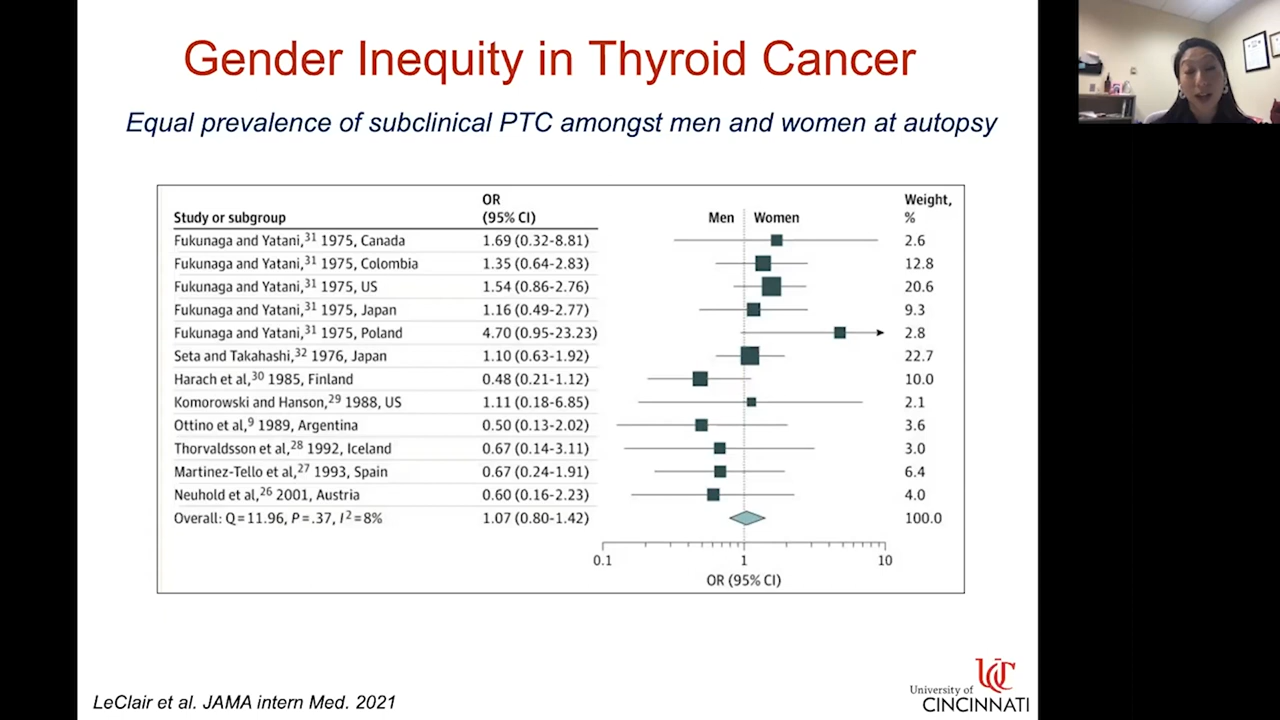 Gender Inequity in Thyroid Cancer
Equal prevalence of subclinical PTC amongst men and women at autopsy
Study or subgroup OR (95% CI) Men Women Weight, %
Fukunaga and Yatani,31 1975, Canada 1.69 (0.32-8.81) 2.6
Fukunaga and Yatani,31 1975, Colombia 1.35 (0.64-2.83) 12.8
Fukunaga and Yatani,31 1975, US 1.54 (0.86-2.76) 20.6
Fukunaga and Yatani,31 1975, Japan 1.16 (0.49-2.77) 9.3
Fukunaga and Yatani,31 1975, Poland 4.70 (0.95-23.23) 2.8
Seta and Takahashi,32 1976, Japan 1.10 (0.63-1.92) 22.7
Harach et al,30 1985, Finland 0.48 (0.21-1.12) 10.0
Komorowski and Hanson,29 1988, US 1.11 (0.18-6.85) 2.1
Ottino et al,9 1989, Argentina 0.50 (0.13-2.02) 3.6
Thorvaldsson et al,28 1992, Iceland 0.67 (0.14-3.11) 3.0
Martinez-Tello et al,27 1993, Spain 0.67 (0.24-1.91) 6.4
Neuhold et al,26 2001, Austria 0.60 (0.16-2.23) 4.0
Overall: Q=11.96, P=.37, I2=8% 1.07 (0.80-1.42) 100.0
0.1 1 10
OR (95% CI)
LeClair et al. JAMA intern Med. 2021
UC
University of
CINCINNATI